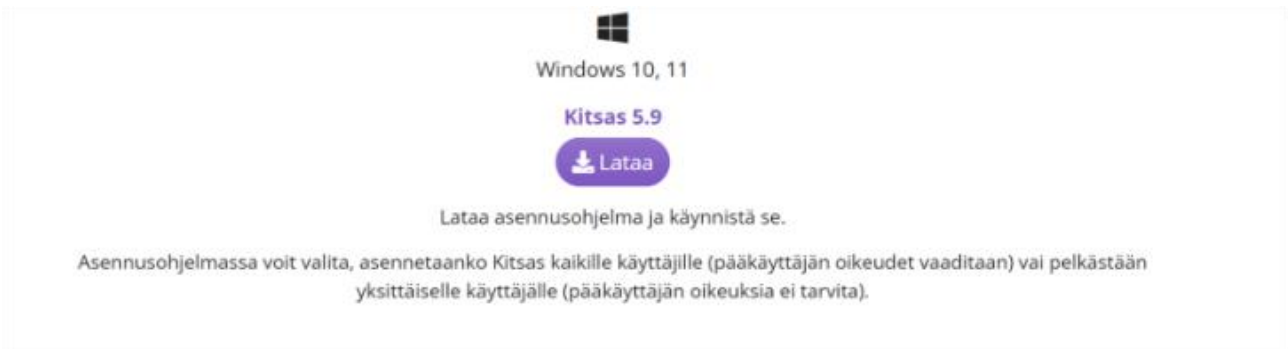 Windows 10, 11
Kitsas 5.9
Lataa
Lataa asennusohjelma ja käynnistä se.
Asennusohjelmassa voit valita, asennetaanko Kitsas kaikille käyttäjille (pääkäyttäjän oikeudet vaaditaan) vai pelkästään
yksittäiselle käyttäjälle (pääkäyttäjän oikeuksia ei tarvita).